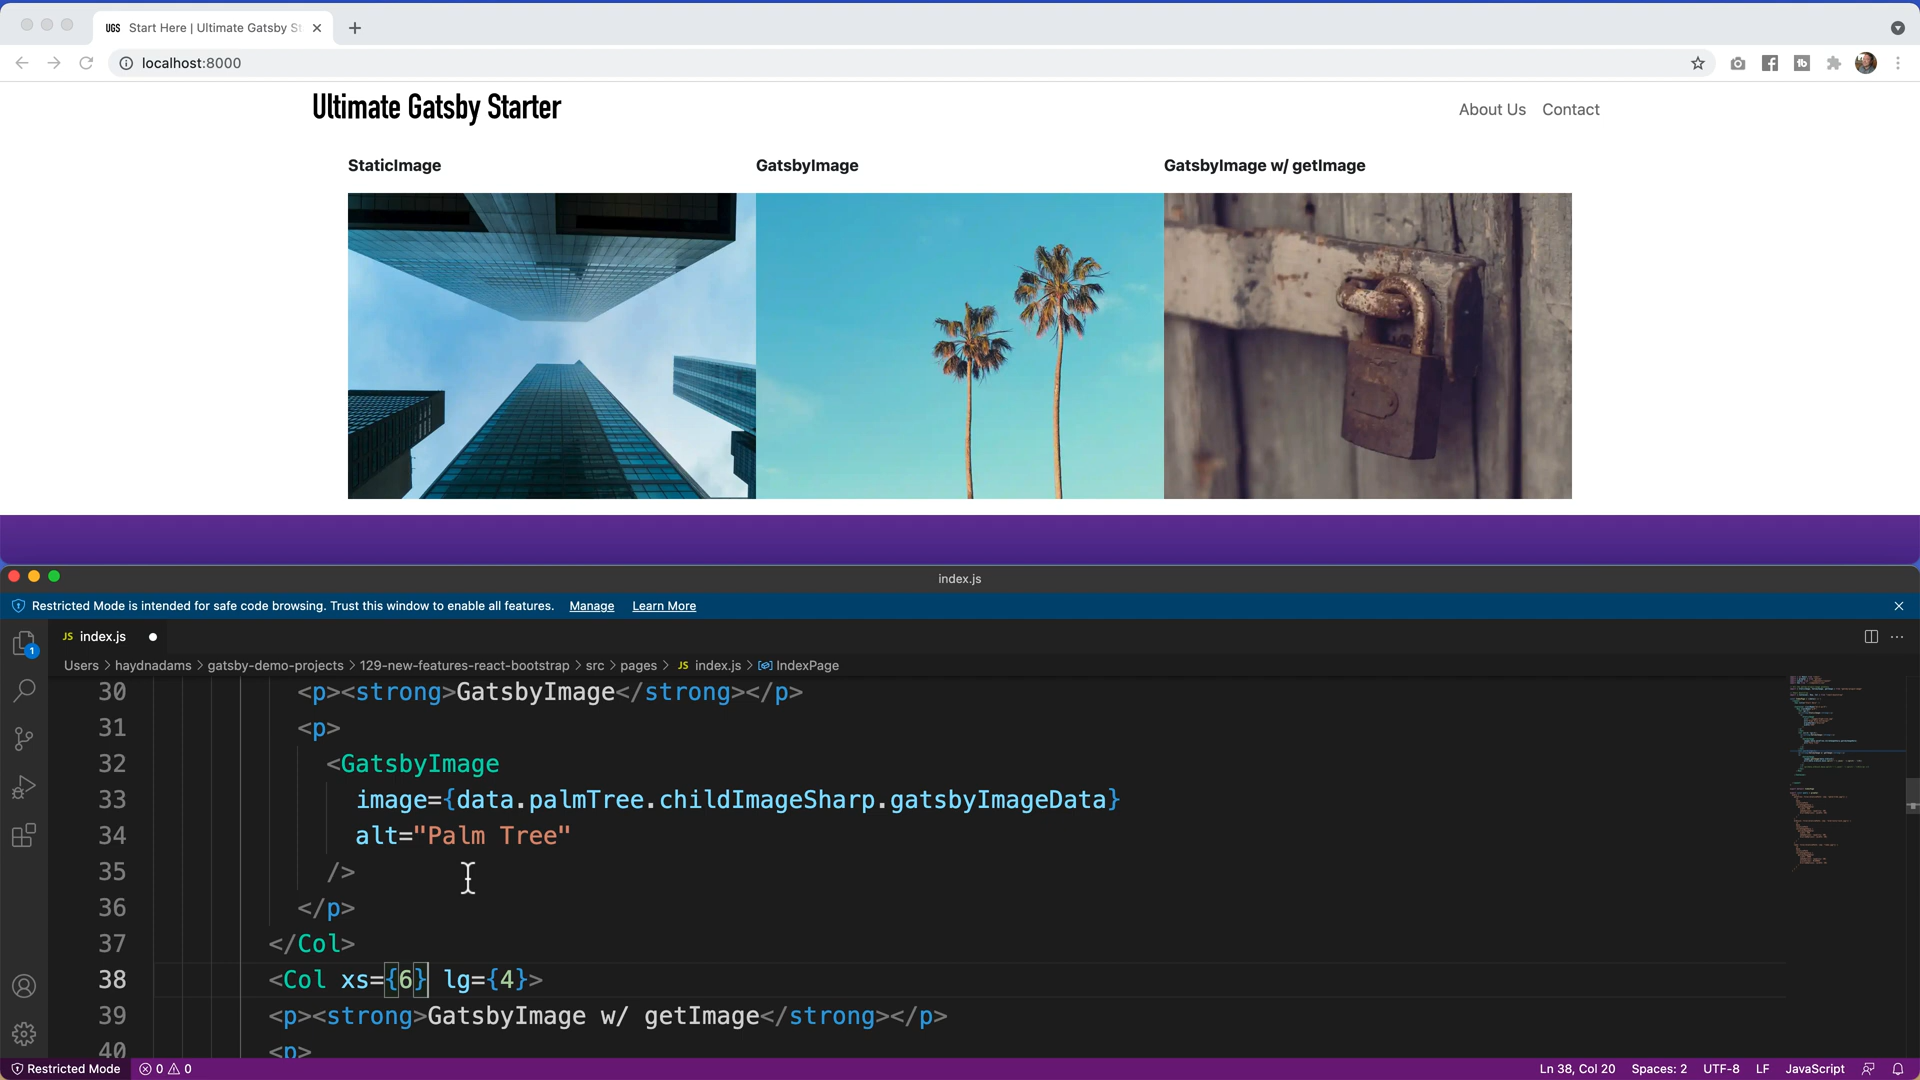 UGS Start Here | Ultimate Gatsby St
localhost:8000
Ultimate Gatsby Starter
About Us Contact
StaticImage GatsbyImage GatsbyImage w/ getImage
index.js
Restricted Mode is intended for safe code browsing. Trust this window to enable all features. Manage Learn More
JS index.js
1
Users > haydnadams > gatsby-demo-projects > 129-new-features-react-bootstrap > src > pages > JS index.js > IndexPage
30 <p><strong>GatsbyImage</strong></p>
31 <p>
32 <GatsbyImage
33 image={data.palmTree.childImageSharp.gatsbyImageData}
34 alt="Palm Tree"
35 />
36 </p>
37 </Col>
38 <Col xs={6} lg={4}>
39 <p><strong>GatsbyImage w/ getImage</strong></p>
40 <p>
Restricted Mode 0 0 Ln 38, Col 20 Spaces: 2 UTF-8 LF JavaScript